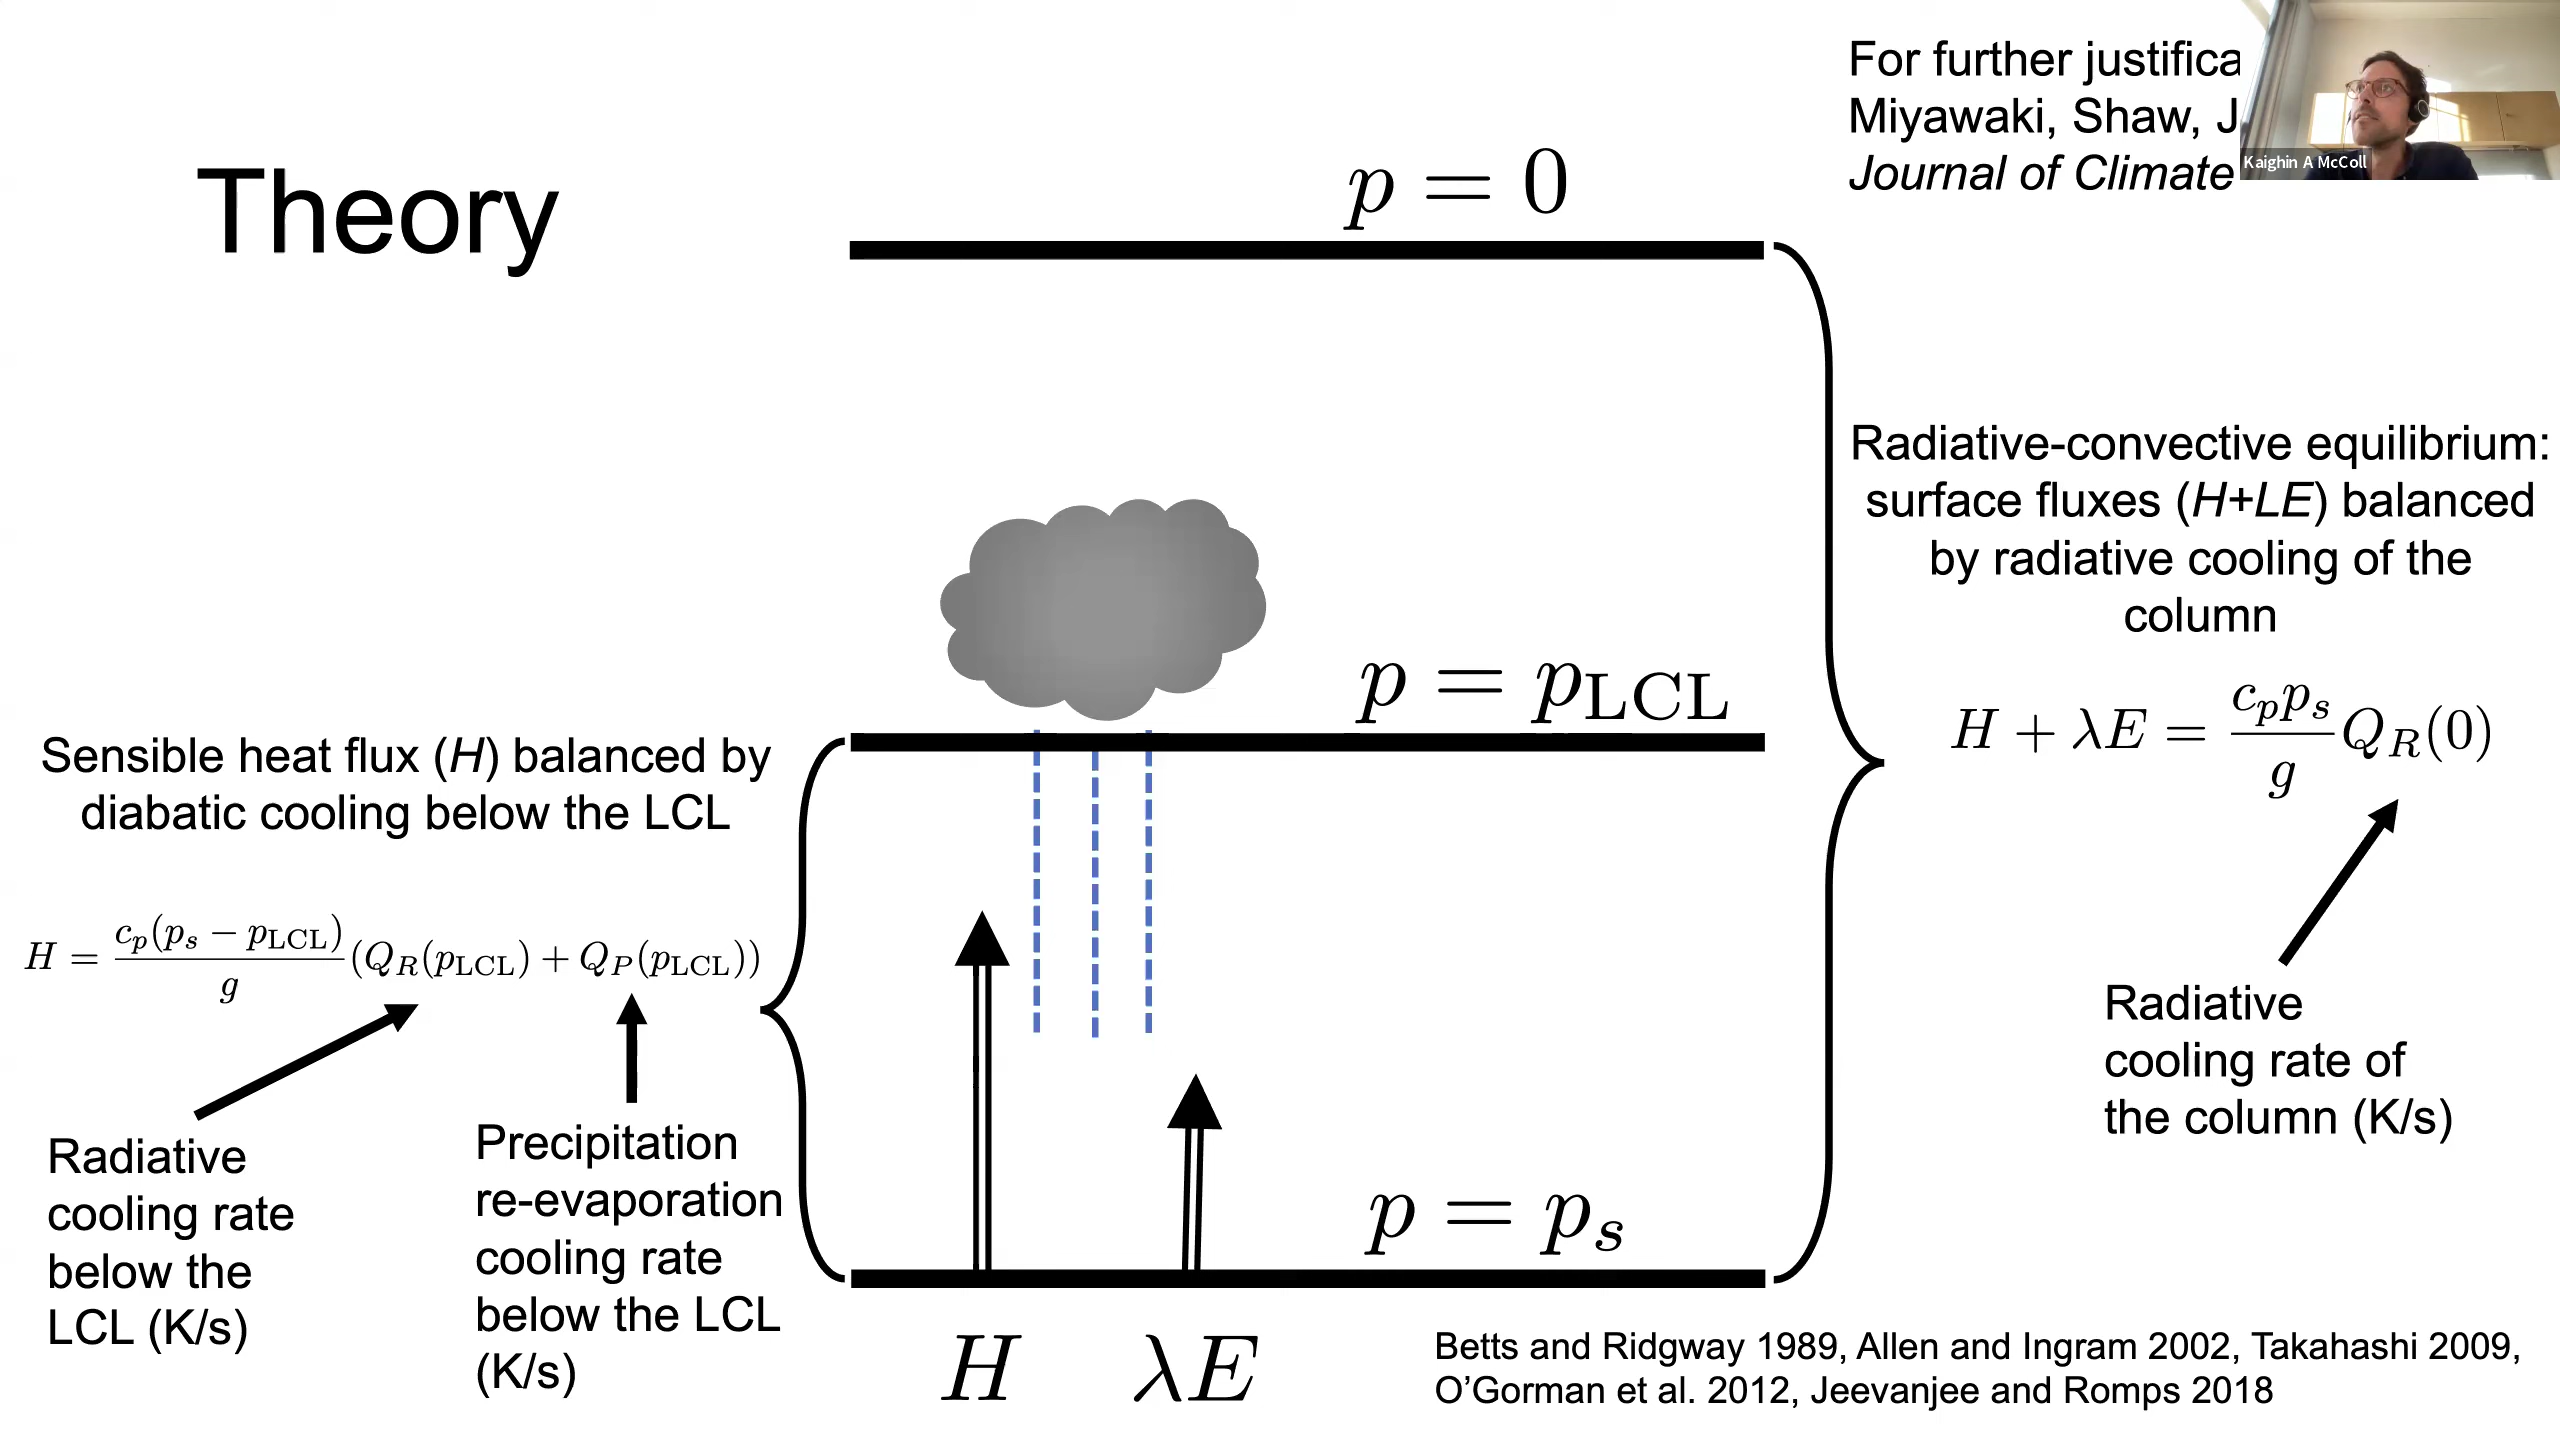 Theory
For further justifica
Miyawaki, Shaw, J
Journal of Climate
Kaighin A McColl
p = 0
Radiative-convective equilibrium:
surface fluxes (H+LE) balanced
by radiative cooling of the
column
p = p_LCL
H + λE = \frac{c_p p_s}{g} Q_R(0)
Sensible heat flux (H) balanced by
diabatic cooling below the LCL
H = \frac{c_p(p_s − p_LCL)}{g} (Q_R(p_LCL) + Q_P(p_LCL))
Radiative
cooling rate
below the
LCL (K/s)
Precipitation
re-evaporation
cooling rate
below the LCL
(K/s)
Radiative
cooling rate of
the column (K/s)
p = p_s
H λE
Betts and Ridgway 1989, Allen and Ingram 2002, Takahashi 2009,
O’Gorman et al. 2012, Jeevanjee and Romps 2018